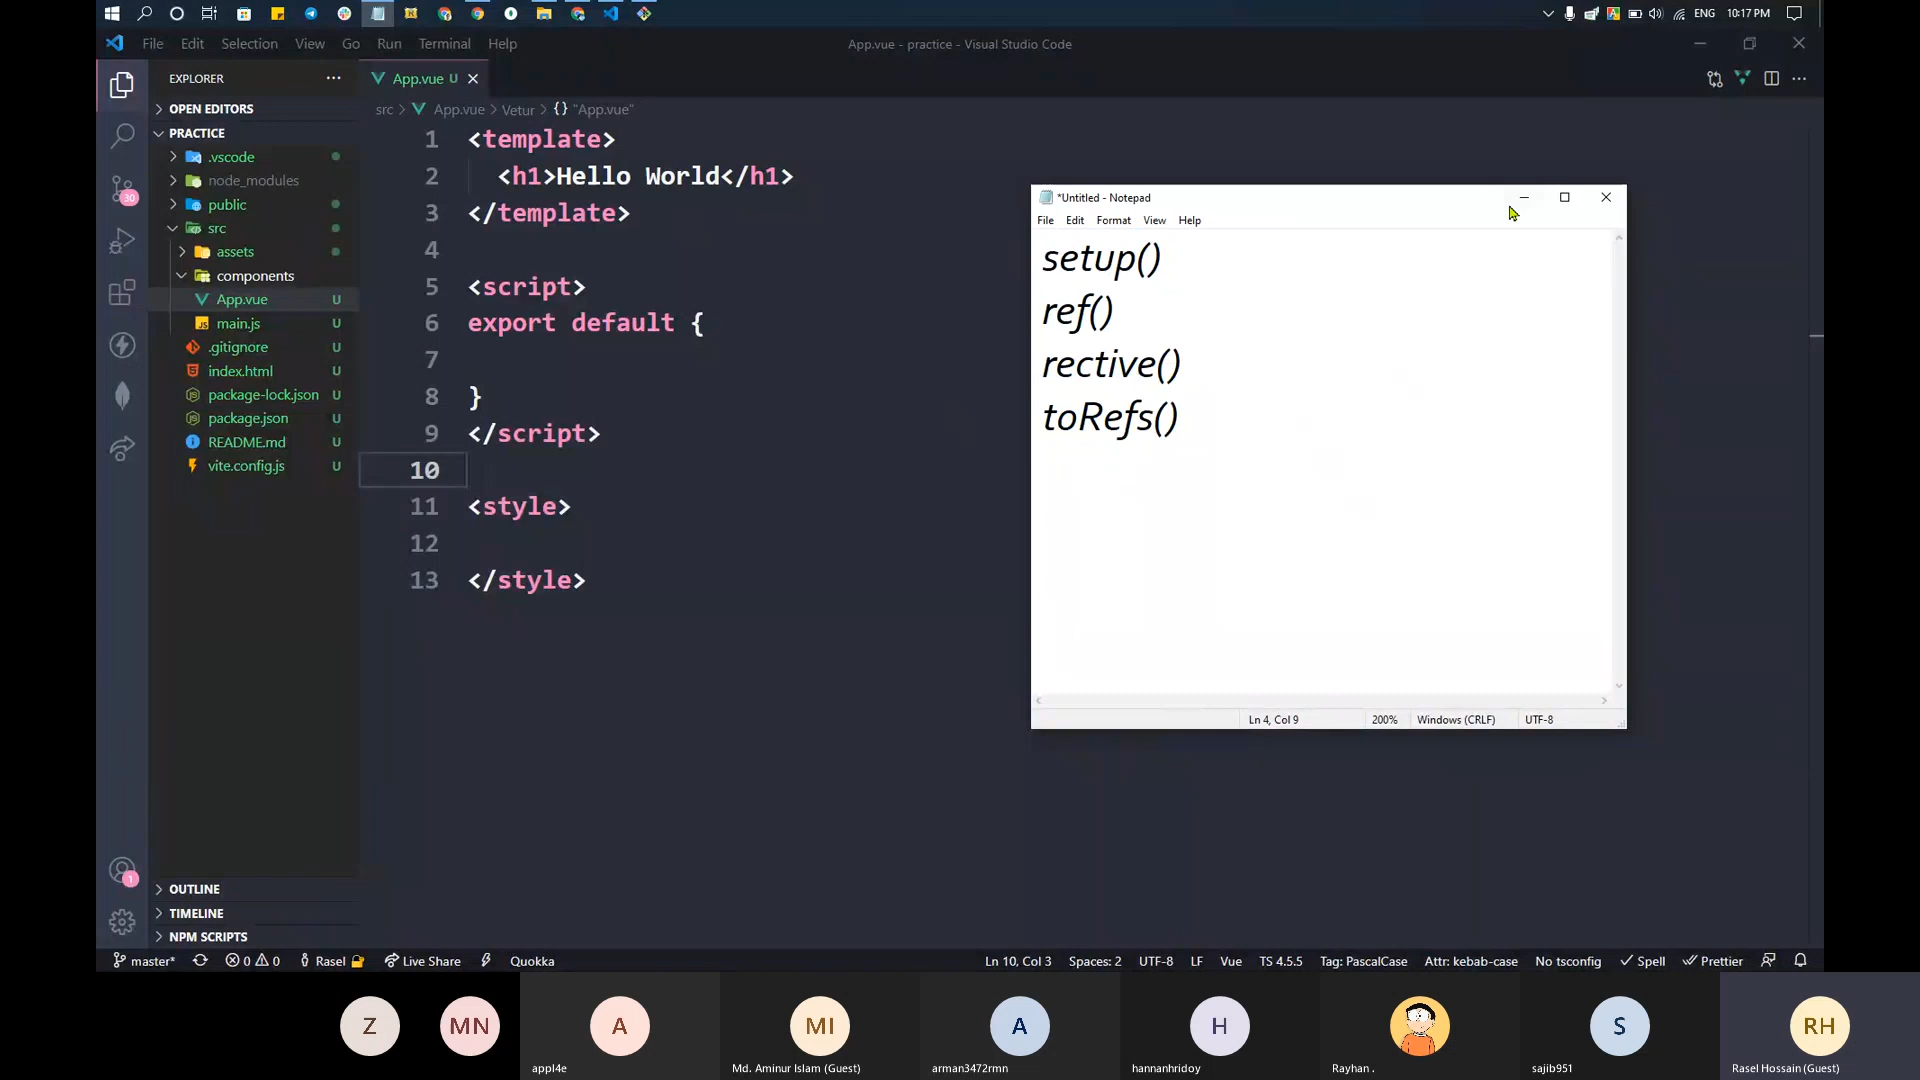 ENG
10:17 PM
File Edit Selection View Go Run Terminal Help
App.vue - practice - Visual Studio Code
EXPLORER
App.vue U
OPEN EDITORS
src > App.vue > Vetur > {} "App.vue"
PRACTICE
.vscode
node_modules
public
src
assets
components
App.vue U
main.js U
.gitignore U
index.html U
package-lock.json U
package.json U
README.md U
vite.config.js U
30
1 <template>
2 <h1>Hello World</h1>
3 </template>
4
5 <script>
6 export default {
7
8 }
9 </script>
10
11 <style>
12
13 </style>
*Untitled - Notepad
File Edit Format View Help
setup()
ref()
rective()
toRefs()
Ln 4, Col 9 200% Windows (CRLF) UTF-8
1
OUTLINE
TIMELINE
NPM SCRIPTS
master* 0 0 Rasel Live Share Quokka Ln 10, Col 3 Spaces: 2 UTF-8 LF Vue TS 4.5.5 Tag: PascalCase Attr: kebab-case No tsconfig Spell Prettier
Z MN A MI A H S RH
appl4e Md. Aminur Islam (Guest) arman3472rmn hannanhridoy Rayhan . sajib951 Rasel Hossain (Guest)